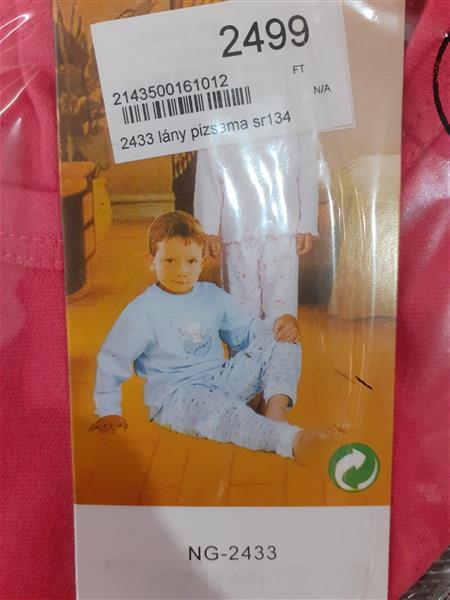 2499
FT
2143500161012
N/A
2433 lány pizsama sr134
NG-2433